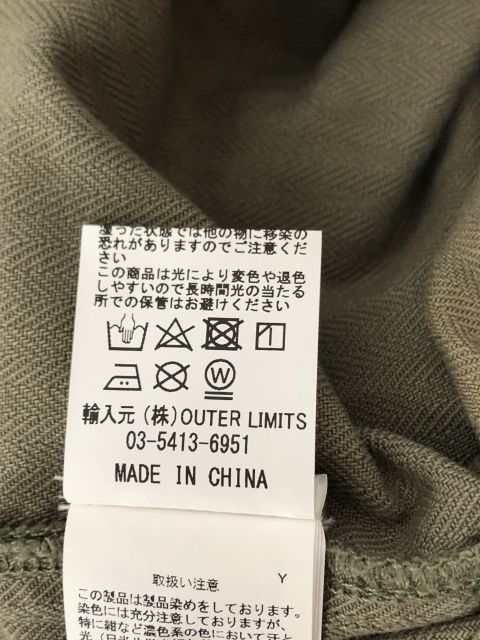 湿った状態では他の物に移染の
恐れがありますのでご注意くだ
さい
この商品は光により変色や退色
しやすいので長時間光の当たる
所での保管はお避けください
W
輸入元 (株)OUTER LIMITS
03-5413-6951
MADE IN CHINA
取扱い注意 Y
この製品は製品染めをしております。
染色には充分注意しておりますが、
特に紺など濃色系の色において汗と